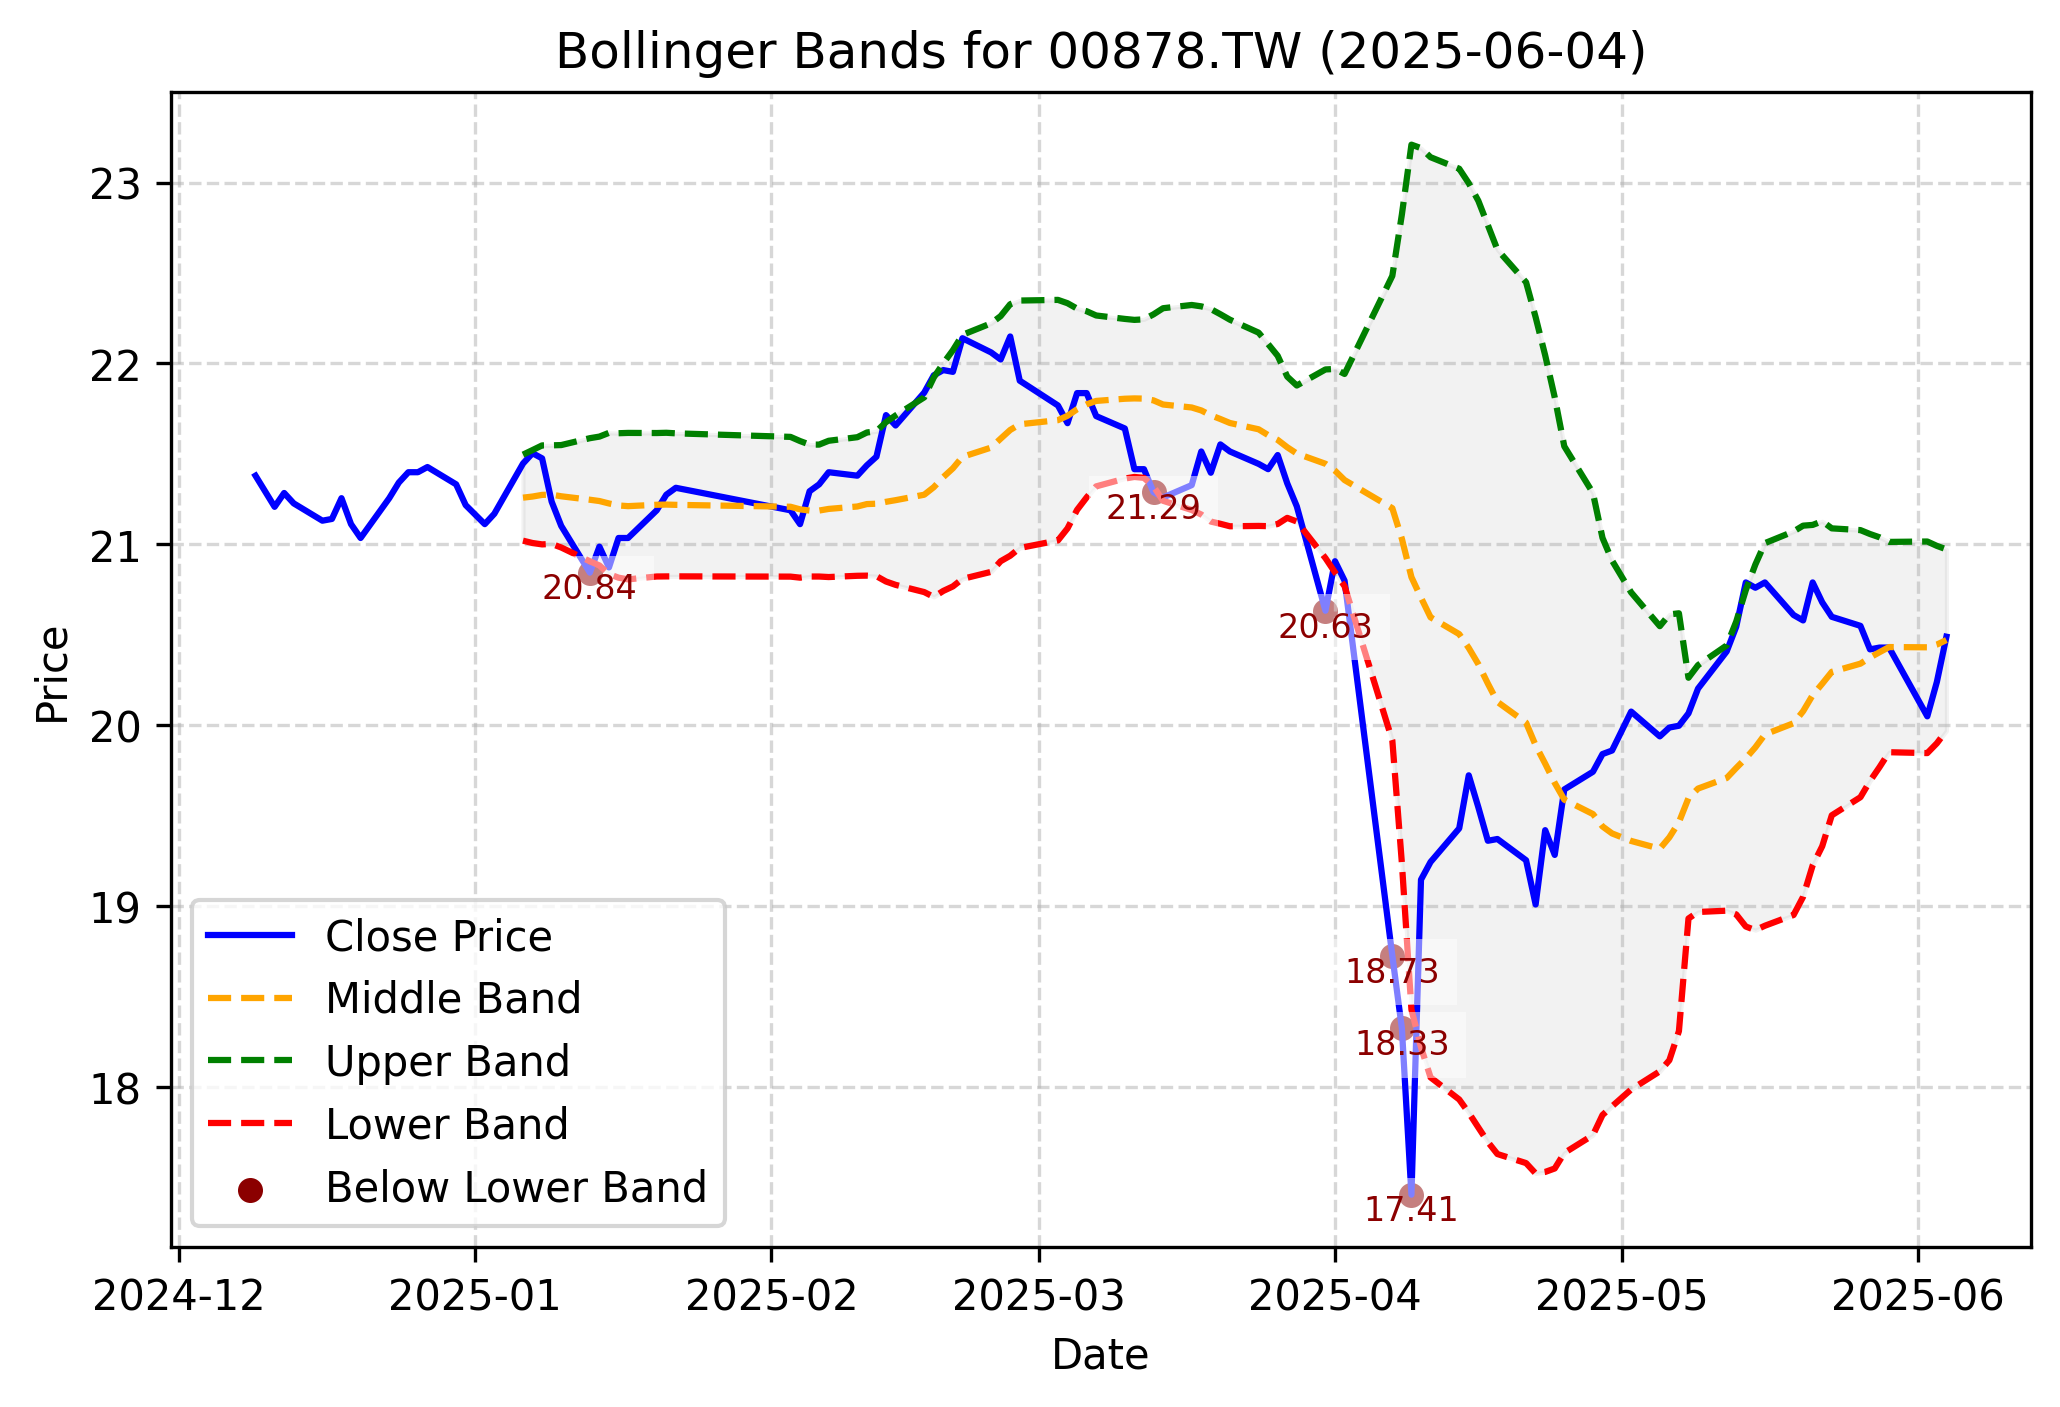 Bollinger Bands for 00878.TW (2025-06-04)
Price
23
22
21
20
19
18
20.84
21.29
20.63
18.73
18.33
17.41
Close Price
Middle Band
Upper Band
Lower Band
Below Lower Band
2024-12 2025-01 2025-02 2025-03 2025-04 2025-05 2025-06
Date